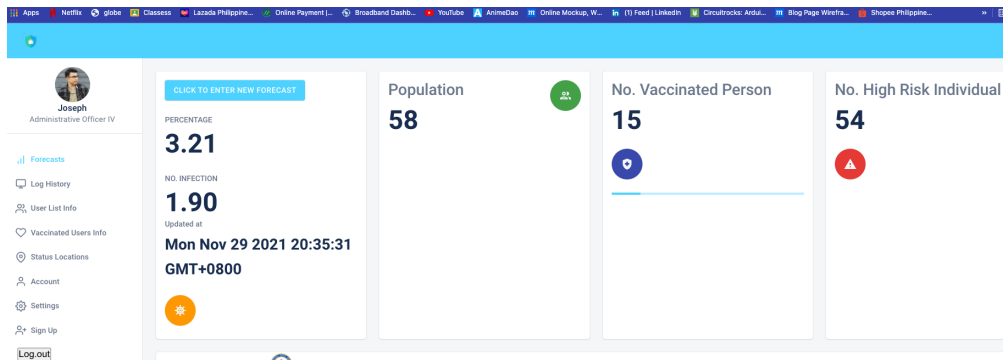 Apps Netflix globe Classess Lazada Philippine... Online Payment |... Broadband Dashb... YouTube AnimeDao Online Mockup, W... (1) Feed | LinkedIn Circuitrocks: Ardui... Blog Page Wirefra... Shopee Philippine... »
Joseph
Administrative Officer IV
Forecasts
Log History
User List Info
Vaccinated Users Info
Status Locations
Account
Settings
Sign Up
Log.out
CLICK TO ENTER NEW FORECAST
PERCENTAGE
3.21
NO. INFECTION
1.90
Updated at
Mon Nov 29 2021 20:35:31
GMT+0800
Population
58
No. Vaccinated Person
15
No. High Risk Individual
54